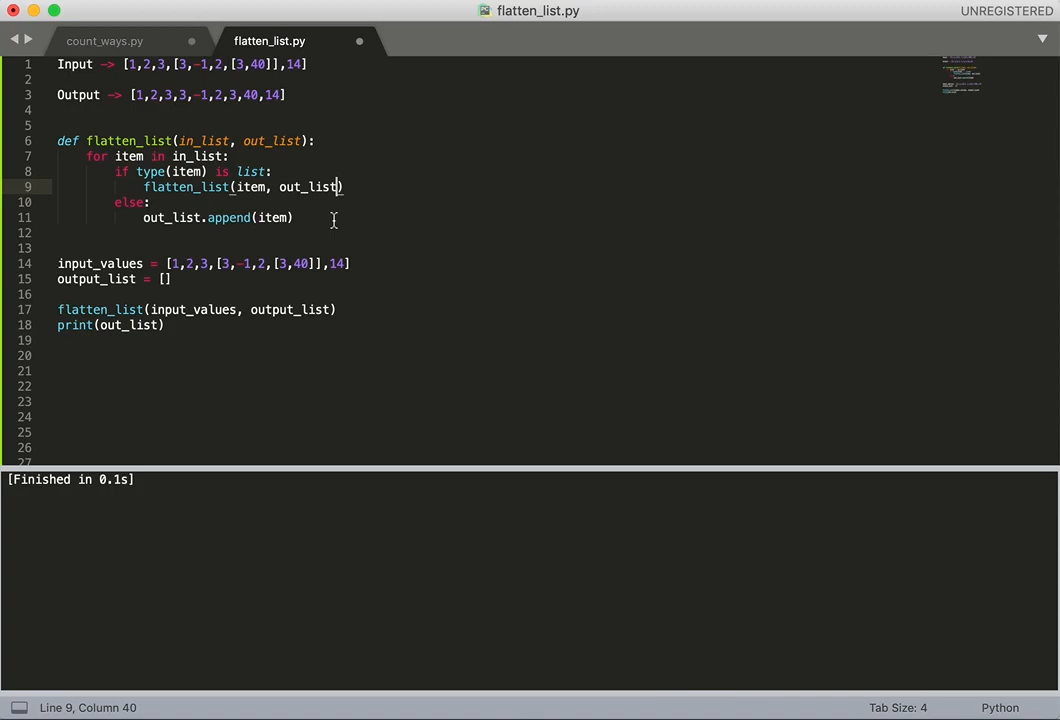 flatten_list.py
UNREGISTERED
count_ways.py
flatten_list.py
1 Input -> [1,2,3,[3,-1,2,[3,40]],14]
2
3 Output -> [1,2,3,3,-1,2,3,40,14]
4
5
6 def flatten_list(in_list, out_list):
7 for item in in_list:
8 if type(item) is list:
9 flatten_list(item, out_list)
10 else:
11 out_list.append(item)
12
13
14 input_values = [1,2,3,[3,-1,2,[3,40]],14]
15 output_list = []
16
17 flatten_list(input_values, output_list)
18 print(out_list)
19
20
21
22
23
24
25
26
27
[Finished in 0.1s]
Line 9, Column 40
Tab Size: 4
Python